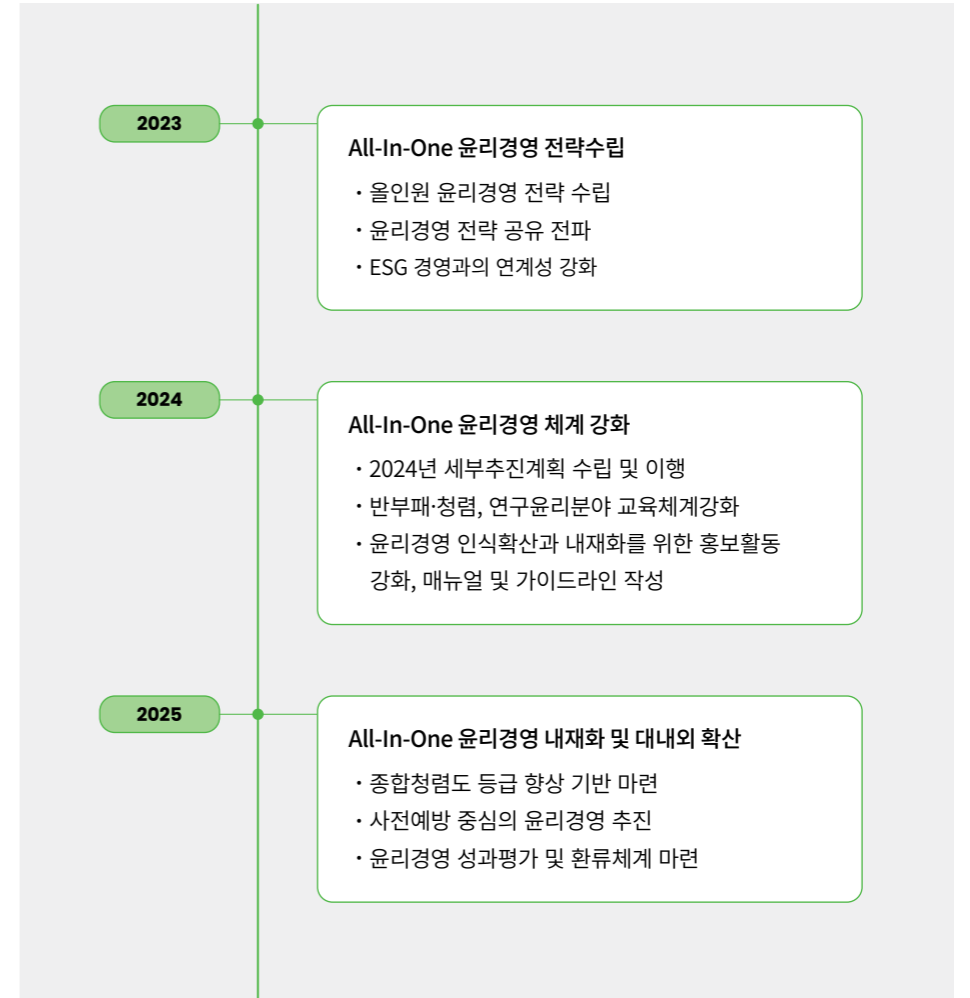 2023
All-In-One 윤리경영 전략수립
· 올인원 윤리경영 전략 수립
· 윤리경영 전략 공유 전파
· ESG 경영과의 연계성 강화
2024
All-In-One 윤리경영 체계 강화
· 2024년 세부추진계획 수립 및 이행
· 반부패·청렴, 연구윤리분야 교육체계강화
· 윤리경영 인식확산과 내재화를 위한 홍보활동
강화, 매뉴얼 및 가이드라인 작성
2025
All-In-One 윤리경영 내재화 및 대내외 확산
· 종합청렴도 등급 향상 기반 마련
· 사전예방 중심의 윤리경영 추진
· 윤리경영 성과평가 및 환류체계 마련